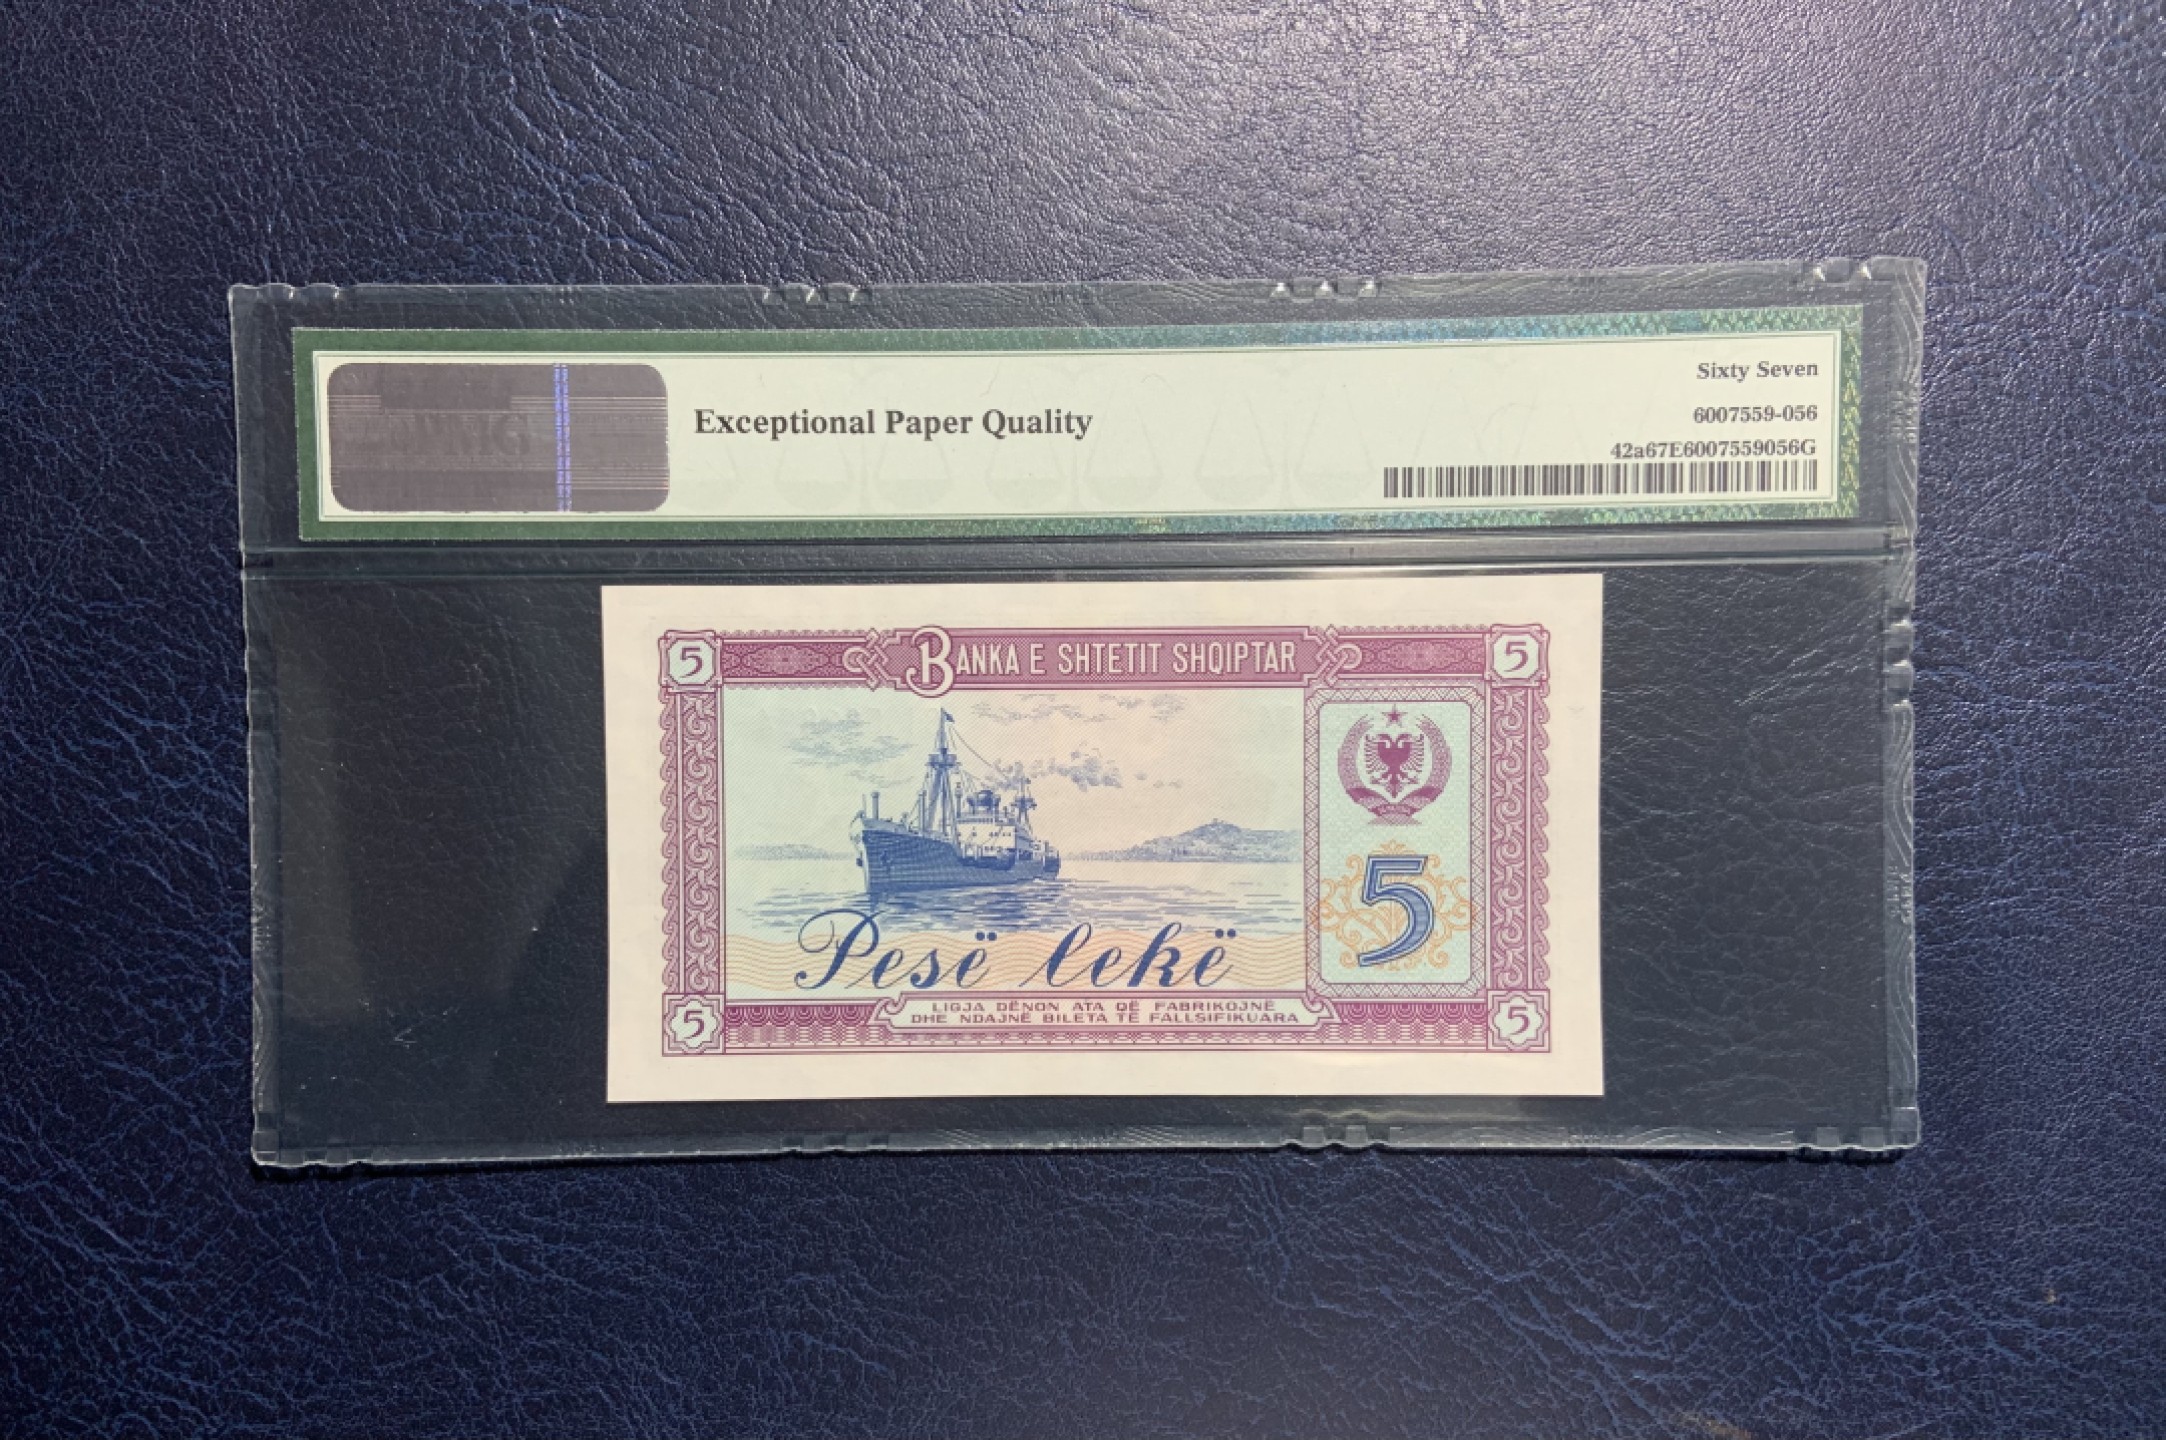 Sixty Seven
Exceptional Paper Quality
6007559-056
42a67E6007559056G
5 BANKA E SHTETIT SHQIPTAR 5
5
Pesë lekë
LIGJA DËNON ATA QË FABRIKOJNË
DHE NDAJNË BILETA TË FALLSIFIKUARA
5 5